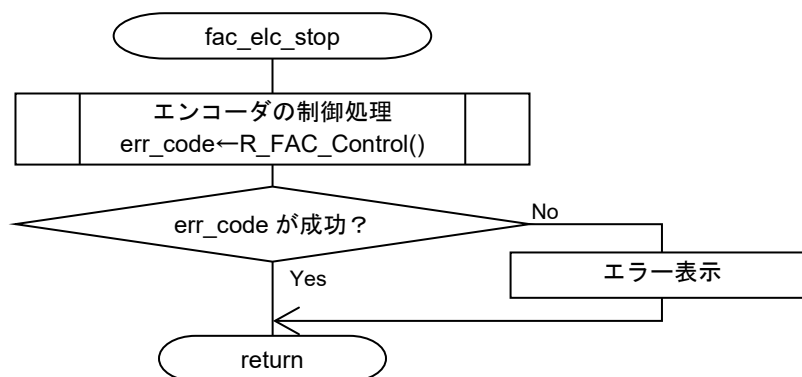 fac_elc_stop
エンコーダの制御処理
err_code←R_FAC_Control()
err_code が成功？
No
エラー表示
Yes
return